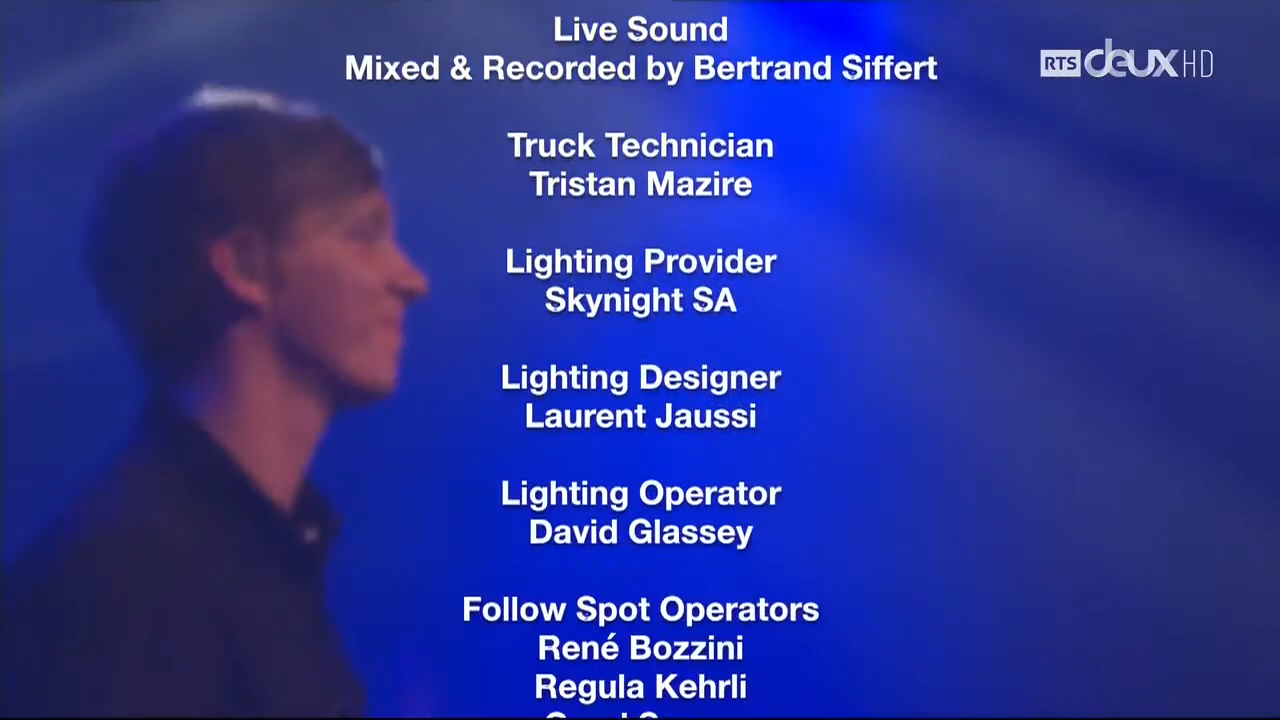 Live Sound
Mixed & Recorded by Bertrand Siffert
RTS deux HD
Truck Technician
Tristan Mazire
Lighting Provider
Skynight SA
Lighting Designer
Laurent Jaussi
Lighting Operator
David Glassey
Follow Spot Operators
René Bozzini
Regula Kehrli